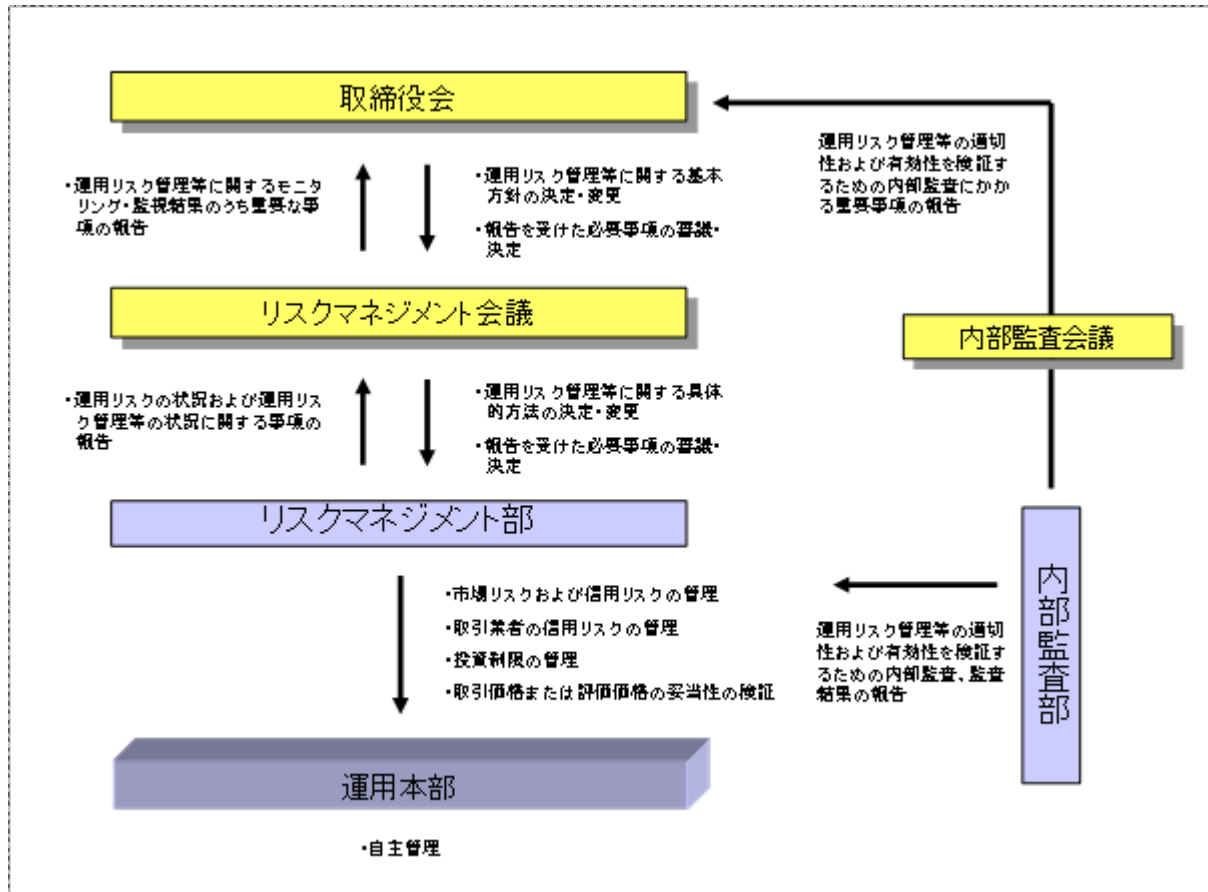 取締役会
・運用リスク管理等に関するモニタ
リング・監視結果のうち重要な事
項の報告
・運用リスク管理等に関する基本
方針の決定・変更
・報告を受けた必要事項の審議・
決定
運用リスク管理等の適切
性および有効性を検証す
るための内部監査にかか
る重要事項の報告
リスクマネジメント会議
内部監査会議
・運用リスクの状況および運用リス
ク管理等の状況に関する事項の
報告
・運用リスク管理等に関する具体
的方法の決定・変更
・報告を受けた必要事項の審議・
決定
リスクマネジメント部
内部監査部
・市場リスクおよび信用リスクの管理
・取引業者の信用リスクの管理
・投資制限の管理
・取引価格または評価価格の妥当性の検証
運用リスク管理等の適切
性および有効性を検証す
るための内部監査、監査
結果の報告
運用本部
・自主管理